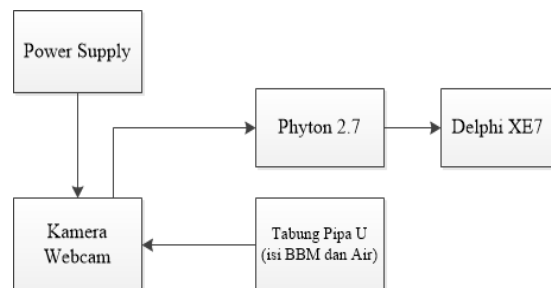 Power Supply
Phyton 2.7
Delphi XE7
Kamera
Webcam
Tabung Pipa U
(isi BBM dan Air)